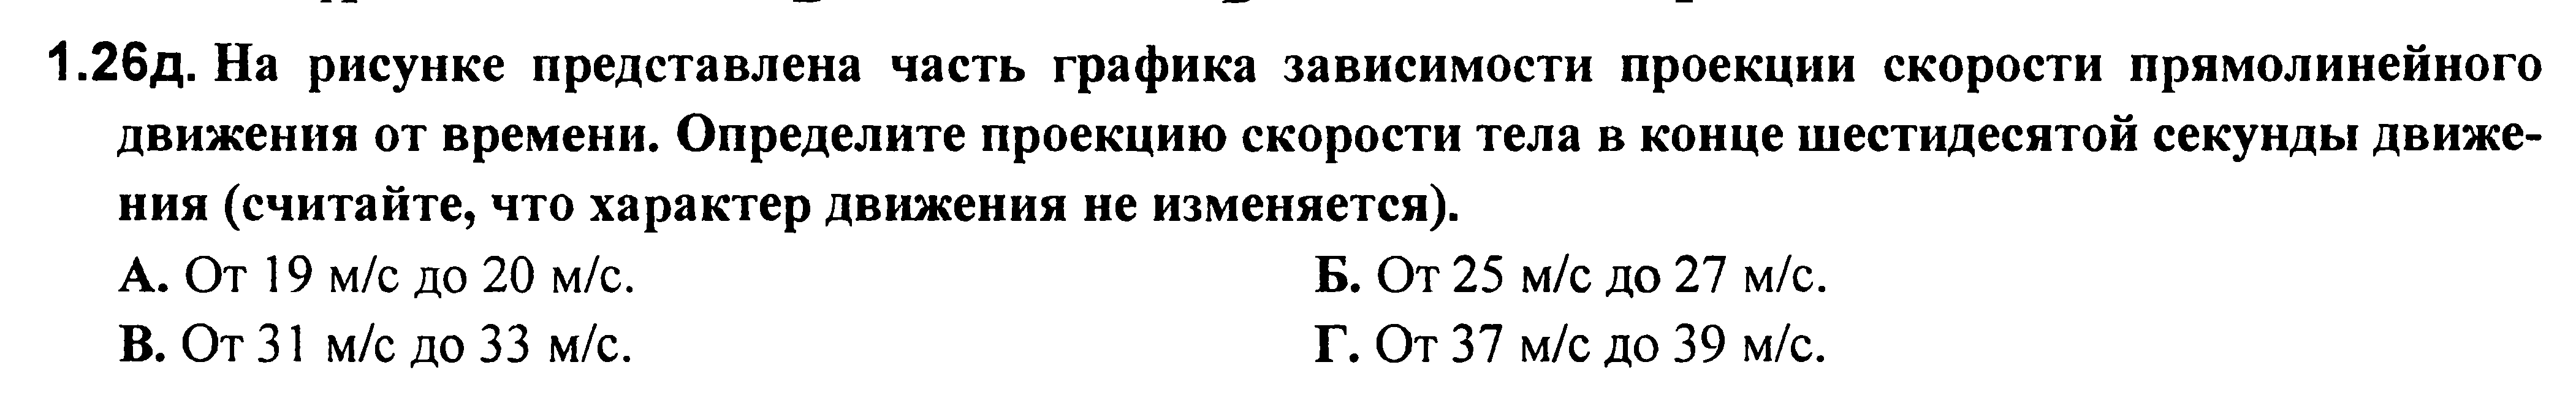 1.26д. На рисунке представлена часть графика зависимости проекции скорости прямолинейного
движения от времени. Определите проекцию скорости тела в конце шестидесятой секунды движе-
ния (считайте, что характер движения не изменяется).
А. От 19 м/с до 20 м/с. Б. От 25 м/с до 27 м/с.
В. От 31 м/с до 33 м/с. Г. От 37 м/с до 39 м/с.